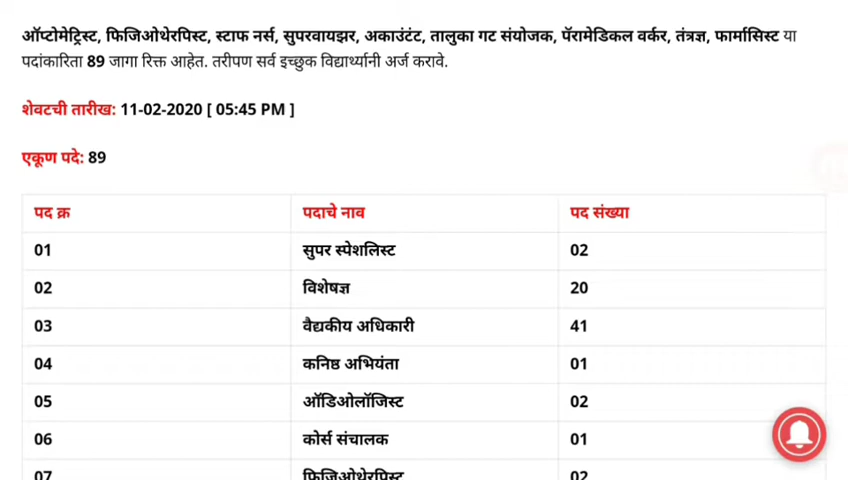 ऑप्टोमेट्रिस्ट, फिजिओथेरपिस्ट, स्टाफ नर्स, सुपरवायझर, अकाउंटंट, तालुका गट संयोजक, पॅरामेडिकल वर्कर, तंत्रज्ञ, फार्मासिस्ट या
पदांकारिता 89 जागा रिक्त आहेत. तरीपण सर्व इच्छुक विद्यार्थ्यांनी अर्ज करावे.
शेवटची तारीख: 11-02-2020 [ 05:45 PM ]
एकूण पदे: 89
पद क्र पदाचे नाव पद संख्या
01 सुपर स्पेशलिस्ट 02
02 विशेषज्ञ 20
03 वैद्यकीय अधिकारी 41
04 कनिष्ठ अभियंता 01
05 ऑडिओलॉजिस्ट 02
06 कोर्स संचालक 01
07 फिजिओथेरपिस्ट 02